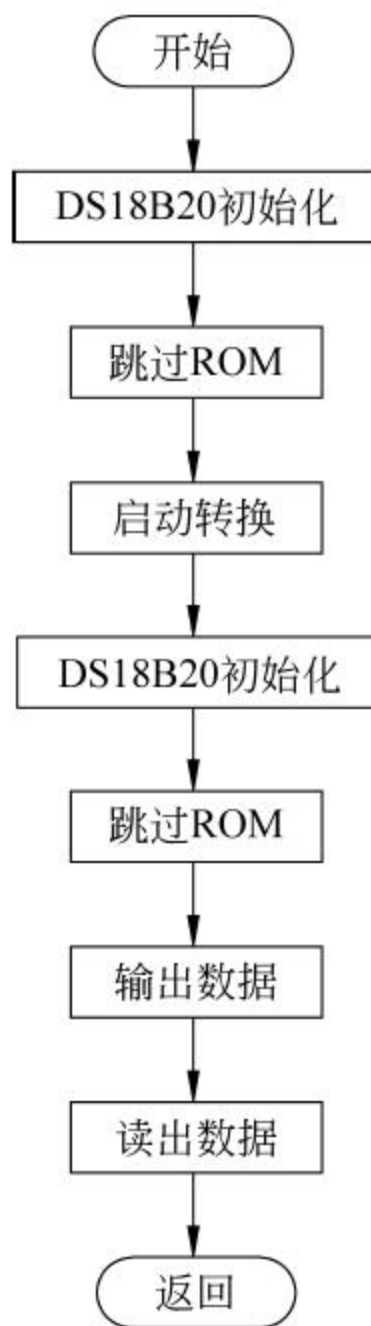 开始
DS18B20初始化
跳过ROM
启动转换
DS18B20初始化
跳过ROM
输出数据
读出数据
返回